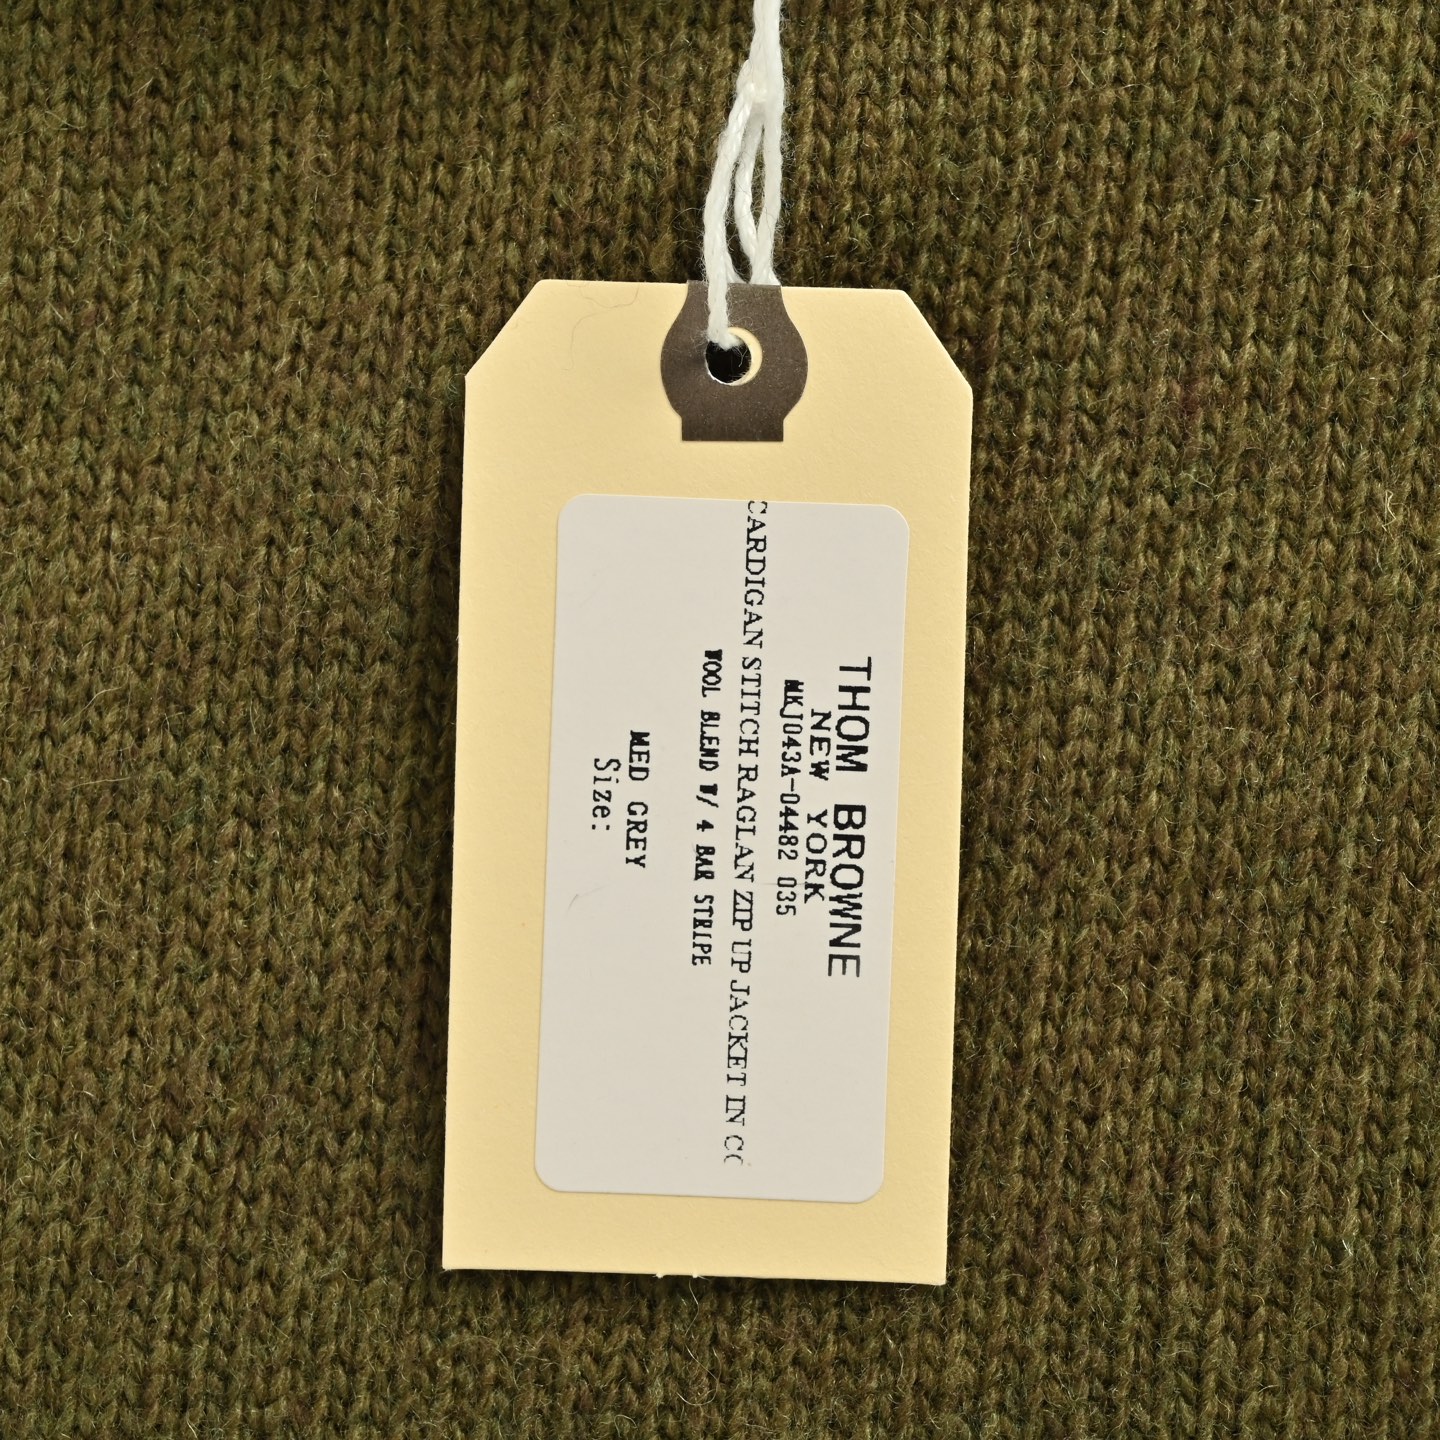 THOM BROWNE
NEW YORK
MKJ043A-04482 035
CARDIGAN STITCH RAGLAN ZIP UP JACKET IN CO
WOOL BLEND W/ 4 BAR STRIPE
MED GREY
Size: